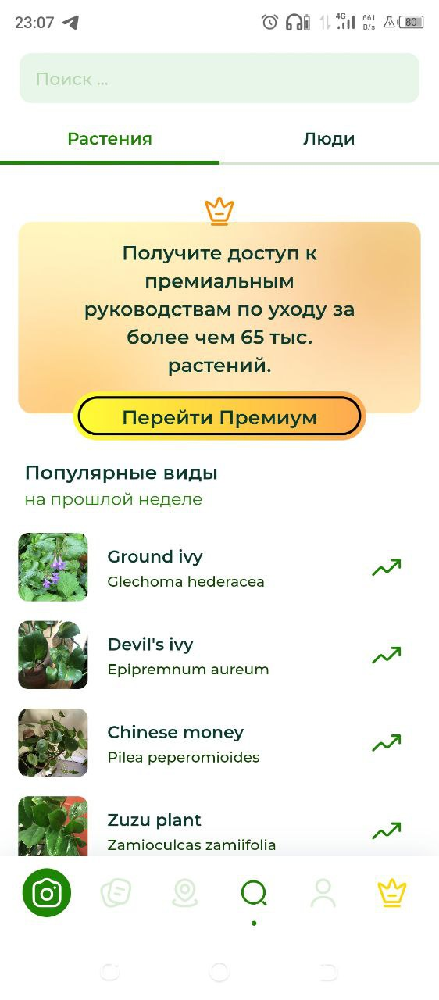 23:07
4G
661
B/s
80
Поиск ...
Растения
Люди
Получите доступ к
премиальным
руководствам по уходу за
более чем 65 тыс.
растений.
Перейти Премиум
Популярные виды
на прошлой неделе
Ground ivy
Glechoma hederacea
Devil's ivy
Epipremnum aureum
Chinese money
Pilea peperomioides
Zuzu plant
Zamioculcas zamiifolia